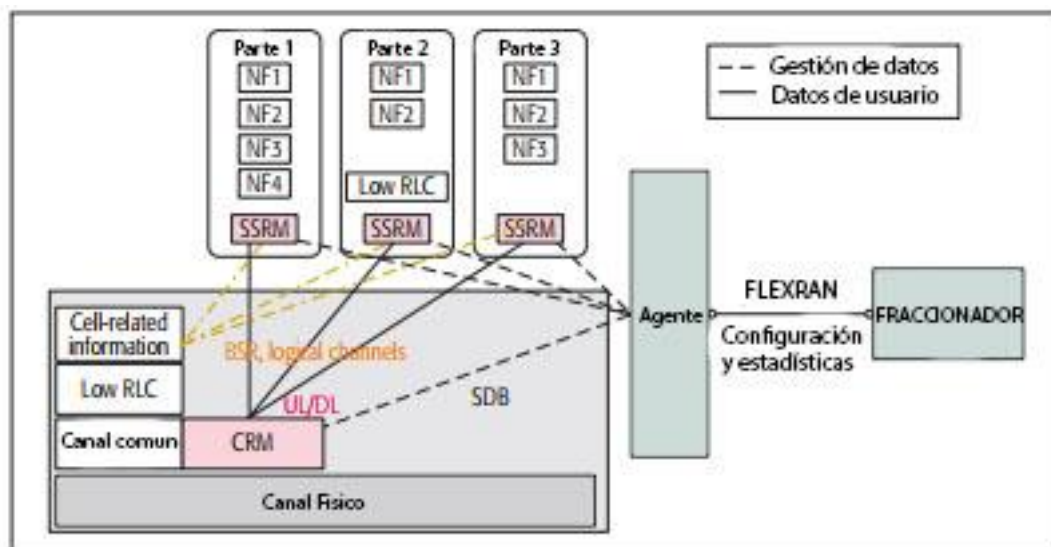 Parte 1
NF1
NF2
NF3
NF4
SSRM
Parte 2
NF1
NF2
Low RLC
SSRM
Parte 3
NF1
NF2
NF3
SSRM
Gestión de datos
Datos de usuario
Cell-related
information
Low RLC
Canal comun
CRM
BSR, logical channels
UL/DL
SDB
Canal Fisico
Agente
FLEXRAN
Configuración
y estadísticas
FRACCIONADOR